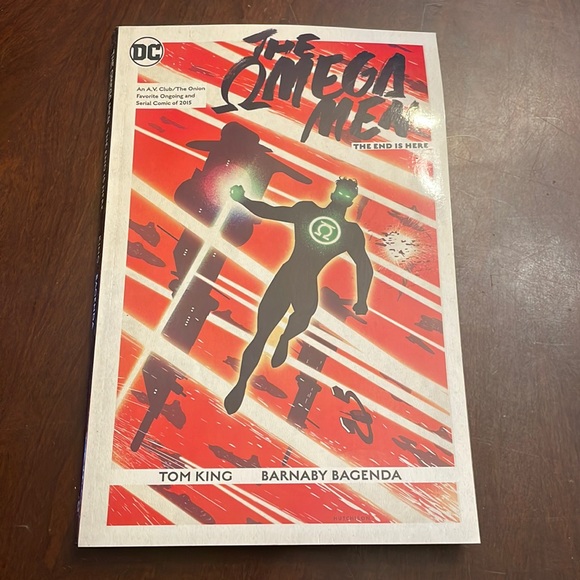 DC
THE
ΩMEGA
MEN
THE END IS HERE
An A.V. Club/The Onion
Favorite Ongoing and
Serial Comic of 2015
TOM KING BARNABY BAGENDA